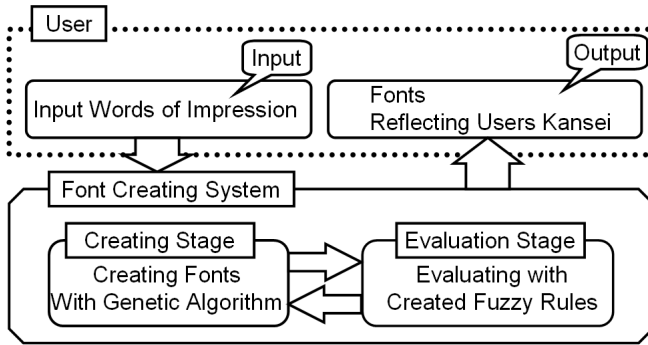 User
Input
Output
Input Words of Impression
Fonts
Reflecting Users Kansei
Font Creating System
Creating Stage
Creating Fonts
With Genetic Algorithm
Evaluation Stage
Evaluating with
Created Fuzzy Rules